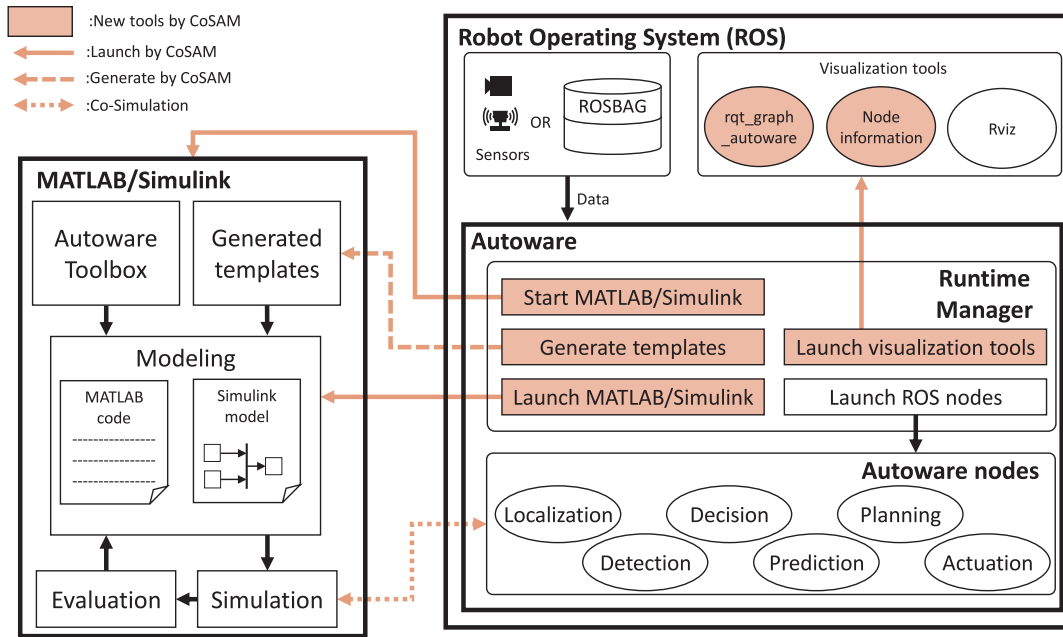 :New tools by CoSAM
:Launch by CoSAM
:Generate by CoSAM
:Co-Simulation
MATLAB/Simulink
Autoware
Toolbox
Generated
templates
Modeling
MATLAB
code
Simulink
model
Evaluation
Simulation
Robot Operating System (ROS)
OR
Sensors
ROSBAG
Visualization tools
rqt_graph
_autoware
Node
information
Rviz
Data
Autoware
Runtime
Manager
Start MATLAB/Simulink
Generate templates
Launch visualization tools
Launch MATLAB/Simulink
Launch ROS nodes
Autoware nodes
Localization
Decision
Planning
Detection
Prediction
Actuation